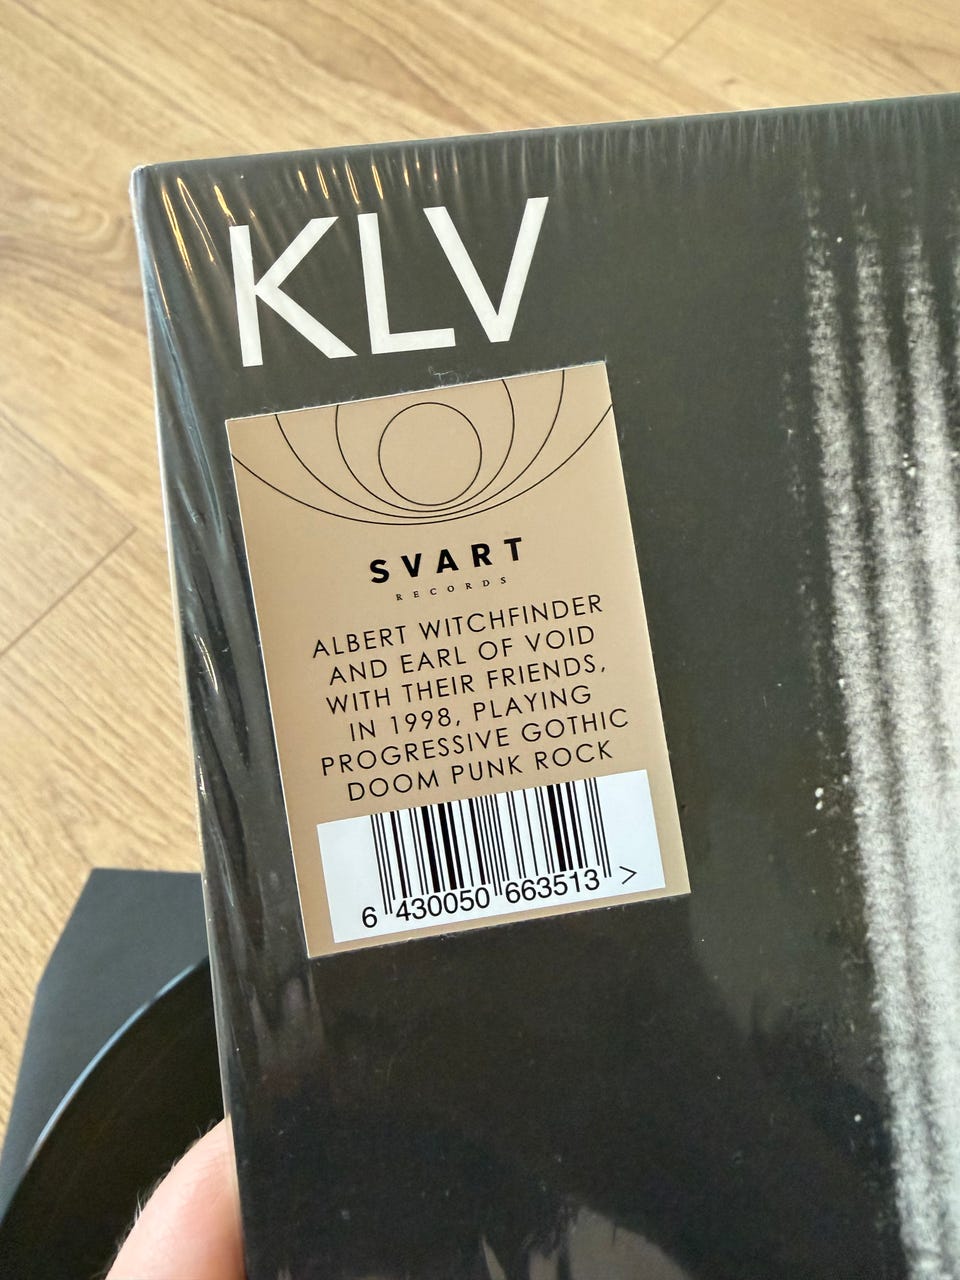 KLV
SVART
RECORDS
ALBERT WITCHFINDER
AND EARL OF VOID
WITH THEIR FRIENDS,
IN 1998, PLAYING
PROGRESSIVE GOTHIC
DOOM PUNK ROCK
6 430050 663513 >